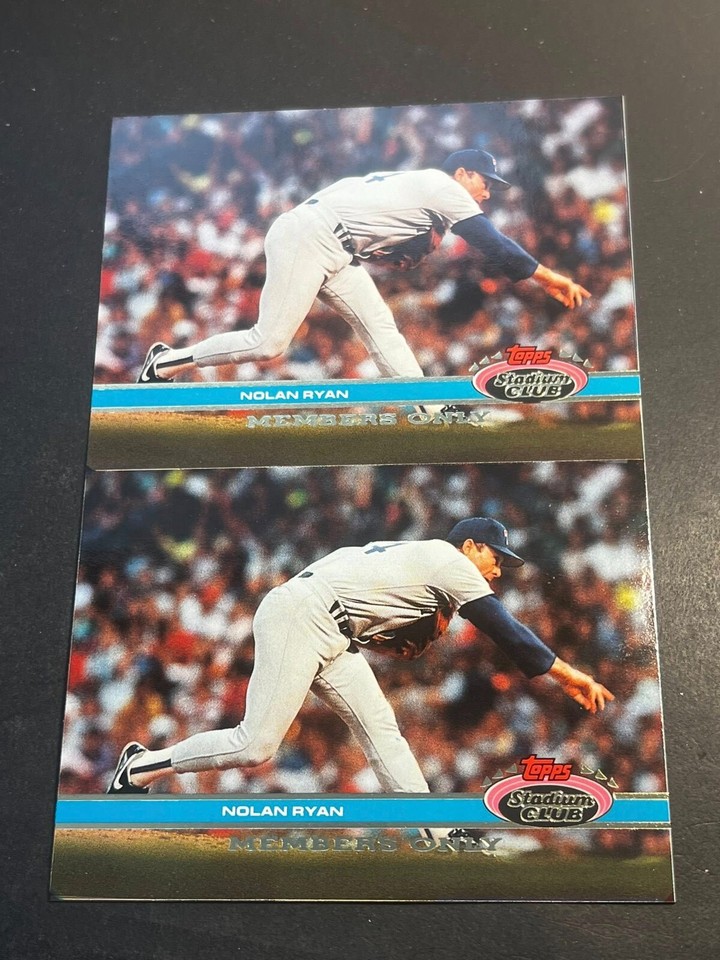 Topps
Stadium
CLUB
NOLAN RYAN
MEMBERS ONLY
Topps
Stadium
CLUB
NOLAN RYAN
MEMBERS ONLY